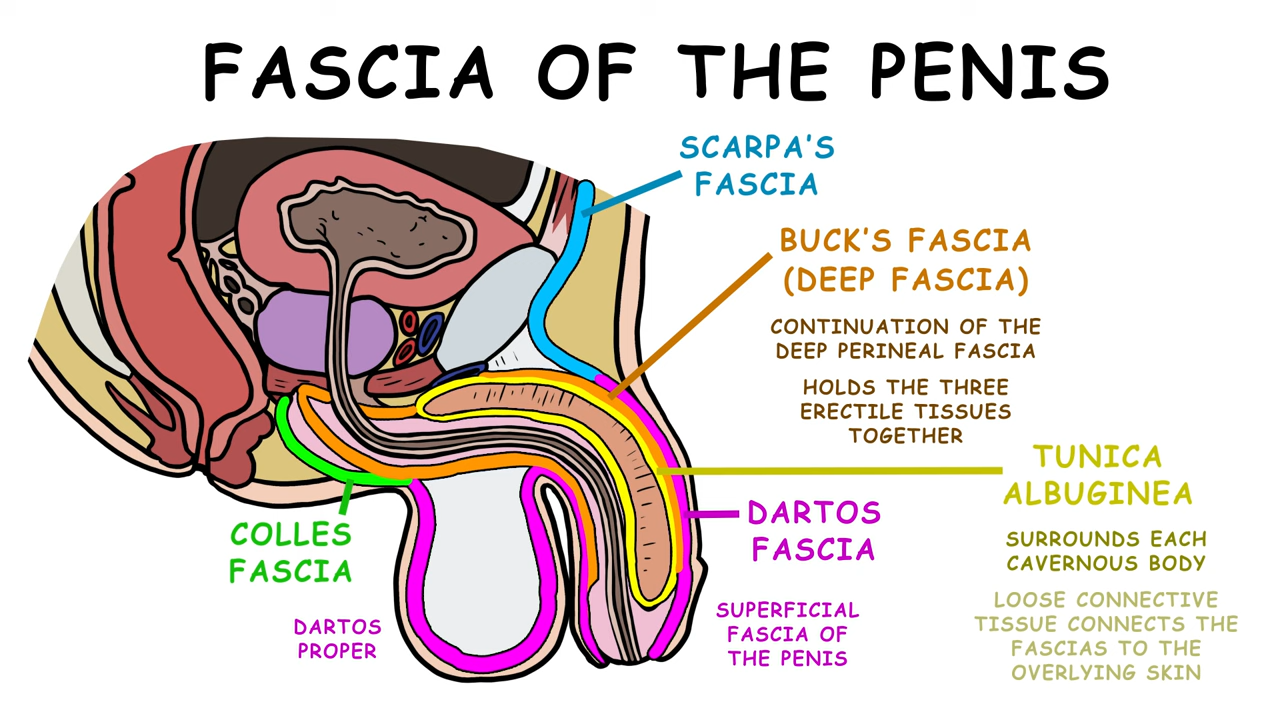 FASCIA OF THE PENIS
SCARPA'S
FASCIA
BUCK'S FASCIA
(DEEP FASCIA)
CONTINUATION OF THE
DEEP PERINEAL FASCIA
HOLDS THE THREE
ERECTILE TISSUES
TOGETHER
TUNICA
ALBUGINEA
SURROUNDS EACH
CAVERNOUS BODY
LOOSE CONNECTIVE
TISSUE CONNECTS THE
FASCIAS TO THE
OVERLYING SKIN
DARTOS
FASCIA
SUPERFICIAL
FASCIA OF
THE PENIS
COLLES
FASCIA
DARTOS
PROPER